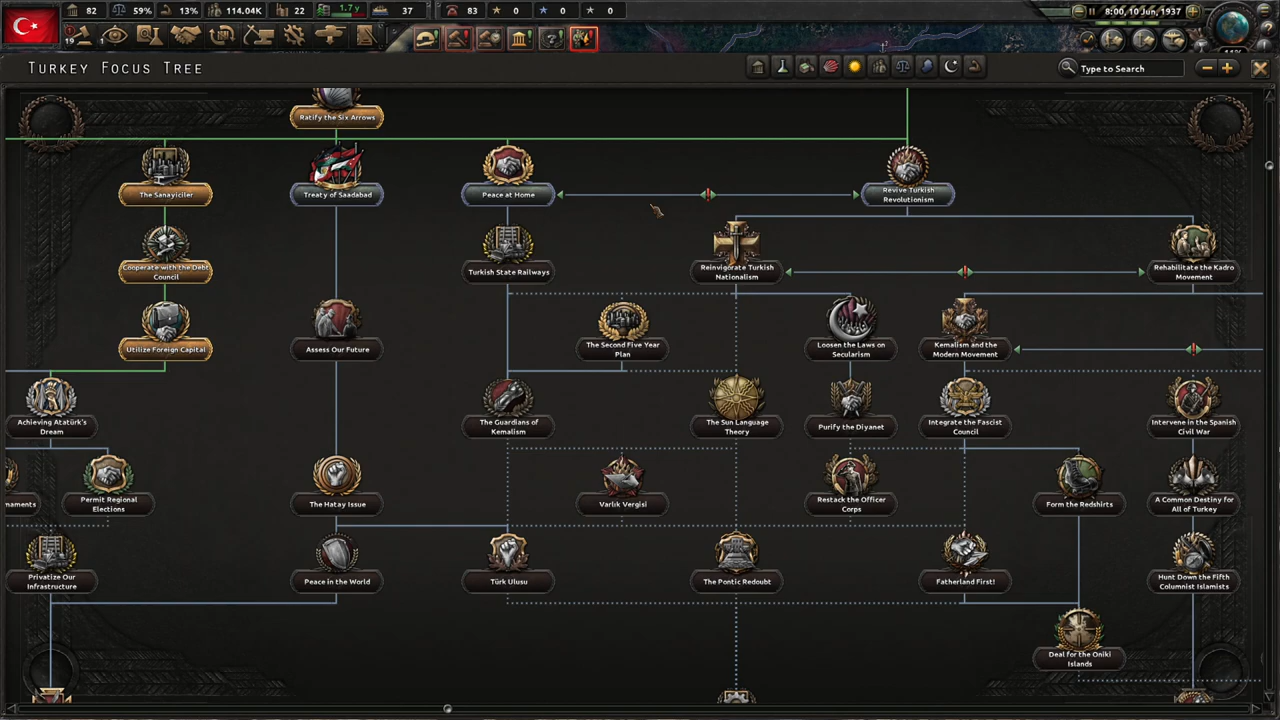 82 59% 13% 114.04K 22 1.7 y 37 83 0 0 0 8:00, 10 Jun, 1937
19 1
TURKEY FOCUS TREE
Type to Search
Ratify the Six Arrows
The Sanayiciler
Treaty of Saadabad
Peace at Home
Revive Turkish
Revolutionism
Cooperate with the Debt
Council
Turkish State Railways
Reinvigorate Turkish
Nationalism
Rehabilitate the Kadro
Movement
Utilize Foreign Capital
Assess Our Future
The Second Five Year
Plan
Loosen the Laws on
Secularism
Kemalism and the
Modern Movement
Achieving Atatürk's
Dream
The Guardians of
Kemalism
The Sun Language
Theory
Purify the Diyanet
Integrate the Fascist
Council
Intervene in the Spanish
Civil War
naments
Permit Regional
Elections
The Hatay Issue
Varlık Vergisi
Restack the Officer
Corps
Form the Redshirts
A Common Destiny for
All of Turkey
Privatize Our
Infrastructure
Peace in the World
Türk Ulusu
The Pontic Redoubt
Fatherland First!
Hunt Down the Fifth
Columnist Islamists
Deal for the Oniki
Islands